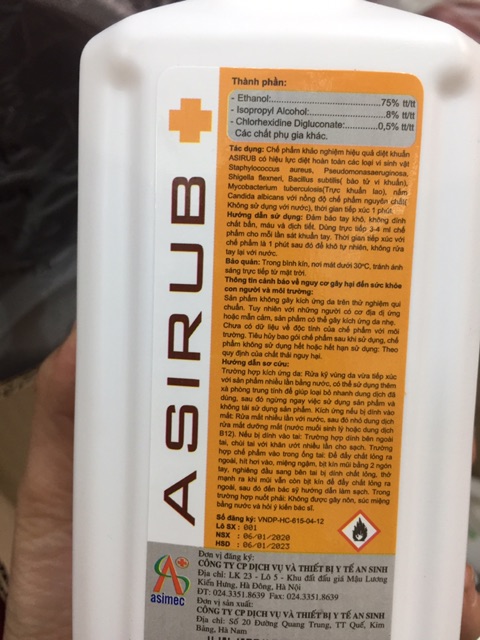 ASIRUB
Thành phần:
- Ethanol:..............................75% tt/tt
- Isopropyl Alcohol:....................8% tt/tt
- Chlorhexidine Digluconate:...........0,5% tt/tt
Các chất phụ gia khác.
Tác dụng: Chế phẩm khảo nghiệm hiệu quả diệt khuẩn
ASIRUB có hiệu lực diệt hoàn toàn các loại vi sinh vật
Staphylococcus aureus, Pseudomonasaeruginosa,
Shigella flexneri, Bacillus subtilis( bào tử vi khuẩn),
Mycobacterium tuberculosis(Trực khuẩn lao), nấm
Candida albicans với nồng độ chế phẩm nguyên chất(
Không sử dụng với nước), thời gian tiếp xúc 1 phút.
Hướng dẫn sử dụng: Đảm bảo tay khô, không dính
chất bẩn, máu và dịch tiết. Dùng trực tiếp 3-4 ml chế
phẩm cho mỗi lần sát khuẩn tay. Thời gian tiếp xúc với
chế phẩm là 1 phút sau đó để khô tự nhiên, không rửa
tay lại với nước.
Bảo quản: Trong bình kín, nơi mát dưới 30°C, tránh ánh
sáng trực tiếp từ mặt trời.
Thông tin cảnh báo về nguy cơ gây hại đến sức khỏe
con người và môi trường:
Sản phẩm không gây kích ứng da trên thử nghiệm qui
chuẩn. Tuy nhiên với những người có cơ địa dị ứng
hoặc mẫn cảm, sản phẩm có thể gây kích ứng da nhẹ.
Chưa có dữ liệu về độc tính của chế phẩm với môi
trường. Tiêu hủy bao gói chế phẩm sau khi sử dụng, chế
phẩm không sử dụng hết hoặc hết hạn sử dụng: Theo
quy định của chất thải nguy hại.
Hướng dẫn sơ cứu:
Trường hợp kích ứng da: Rửa kỹ vùng da vừa tiếp xúc
với sản phẩm nhiều lần bằng nước, có thể sử dụng thêm
xà phòng trung tính để giúp loại bỏ nhanh dung dịch đã
dùng, sau đó ngừng ngay việc sử dụng sản phẩm và
không tái sử dụng sản phẩm. Kích ứng nếu bị dính vào
mắt: Rửa mắt nhiều lần với nước, sau đó nhỏ dung dịch
rửa mắt dưỡng mắt (nước muối sinh lý hoặc dung dịch
B12). Nếu bị dính vào tai: Trường hợp dính bên ngoài
tai, chùi tai với khăn ướt nhiều lần cho sạch. Trường
hợp chế phẩm vào trong ống tai: Để đẩy chất lỏng ra
ngoài, hít hơi vào, miệng ngậm, bịt kín mũi bằng 2 ngón
tay, nghiêng đầu sang bên tai bị dính chất lỏng, thở
mạnh ra khi mũi vẫn còn bịt kín để đẩy chất lỏng ra
ngoài, sau đó đến bác sỹ hướng dẫn làm sạch. Trong
trường hợp nuốt phải: Không được gây nôn, súc miệng
bằng nước và hỏi ý kiến bác sĩ.
Số đăng ký: VNDP-HC-615-04-12
Lô SX : 001
NSX : 06/01/2020
HSD : 06/01/2023
asimec
Đơn vị đăng ký:
CÔNG TY CP DỊCH VỤ VÀ THIẾT BỊ Y TẾ AN SINH
Địa chỉ: LK 23 - Lô 5 - Khu đất đấu giá Mậu Lương
Kiến Hưng, Hà Đông, Hà Nội
ĐT: 024.3351.8639 Fax: 024.3351.8639
Đơn vị sản xuất:
CÔNG TY CP DỊCH VỤ VÀ THIẾT BỊ Y TẾ AN SINH
Địa chỉ: Số 20 Đường Quang Trung, TT Quế, Kim
Bảng, Hà Nam